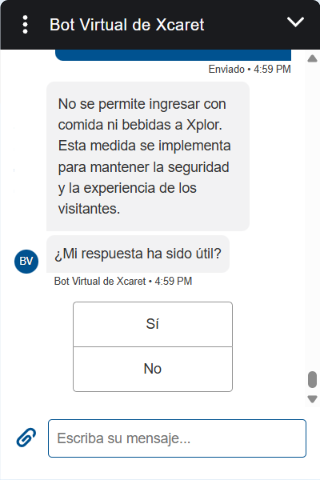 Bot Virtual de Xcaret
Enviado • 4:59 PM
No se permite ingresar con
comida ni bebidas a Xplor.
Esta medida se implementa
para mantener la seguridad
y la experiencia de los
visitantes.
BV
¿Mi respuesta ha sido útil?
Bot Virtual de Xcaret • 4:59 PM
Sí
No
Escriba su mensaje...